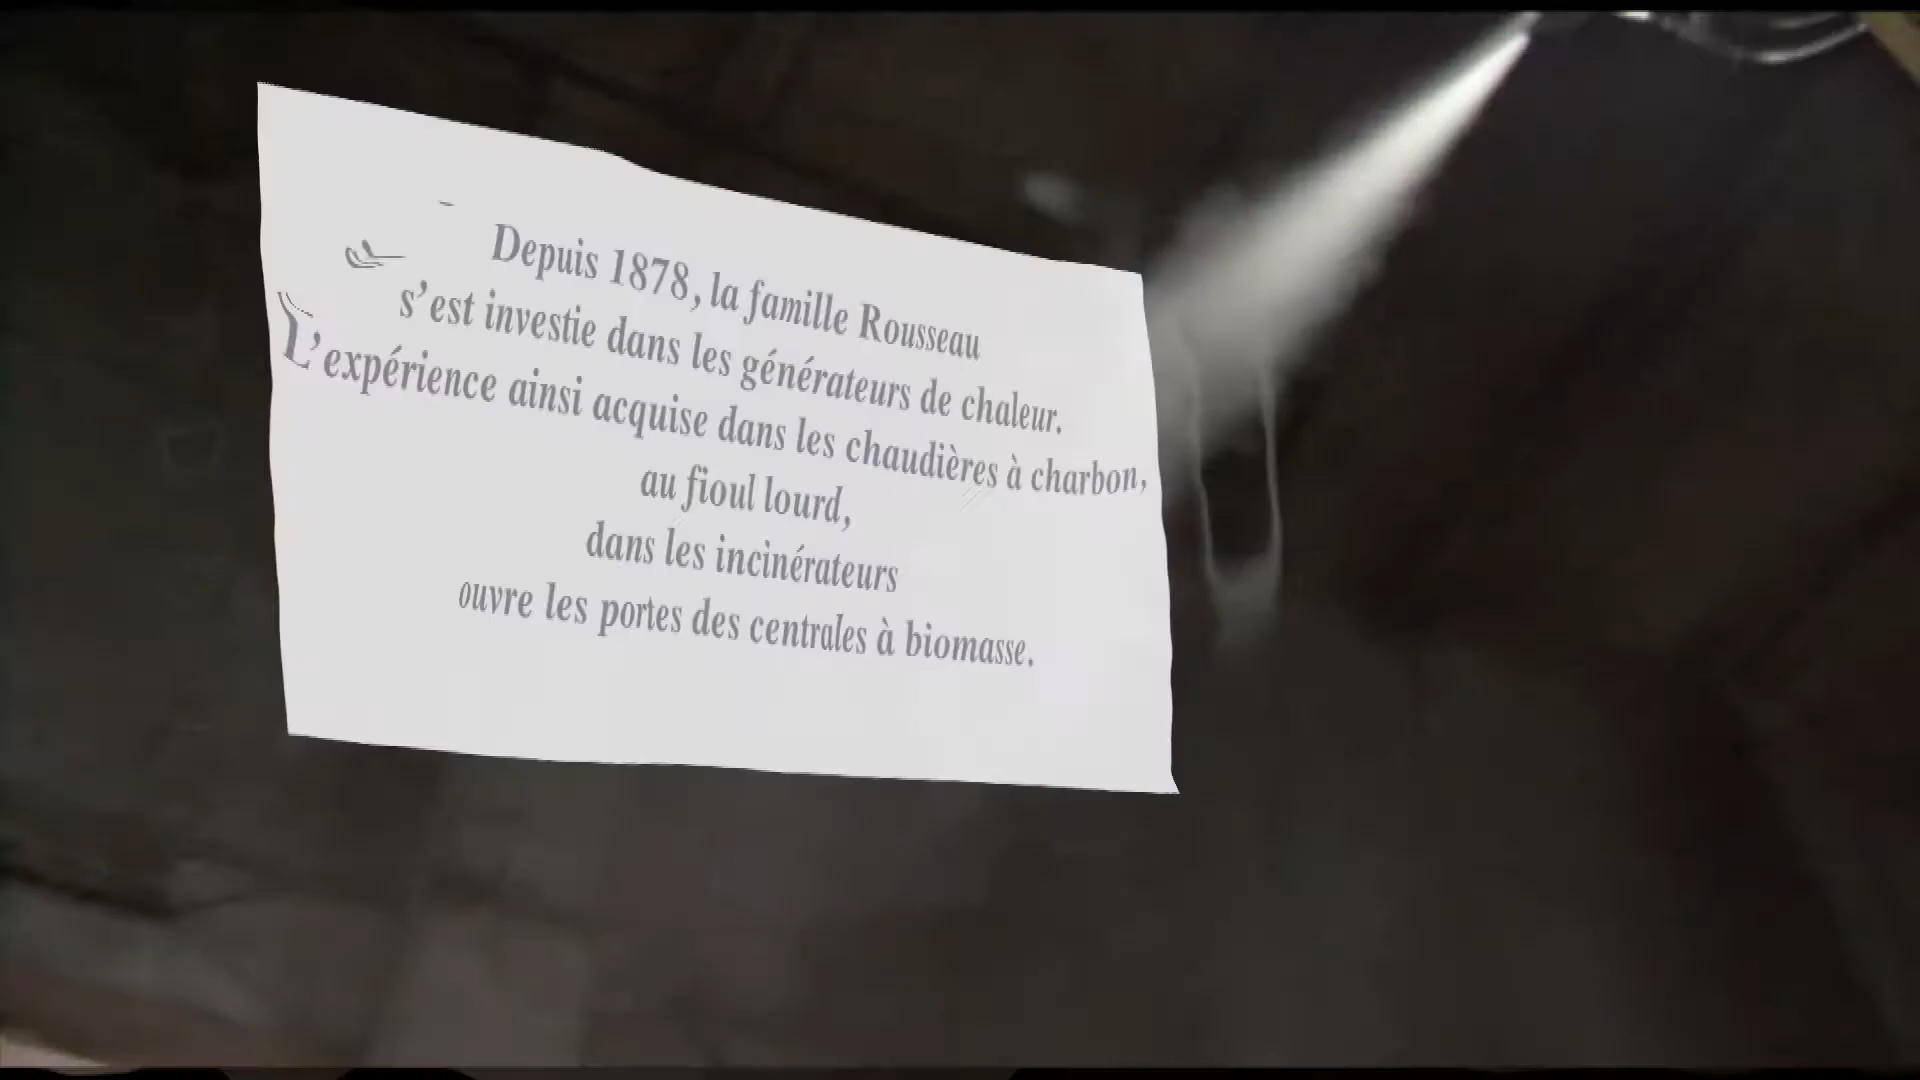 Depuis 1878, la famille Rousseau
s’est investie dans les générateurs de chaleur.
L’expérience ainsi acquise dans les chaudières à charbon,
au fioul lourd,
dans les incinérateurs
ouvre les portes des centrales à biomasse.